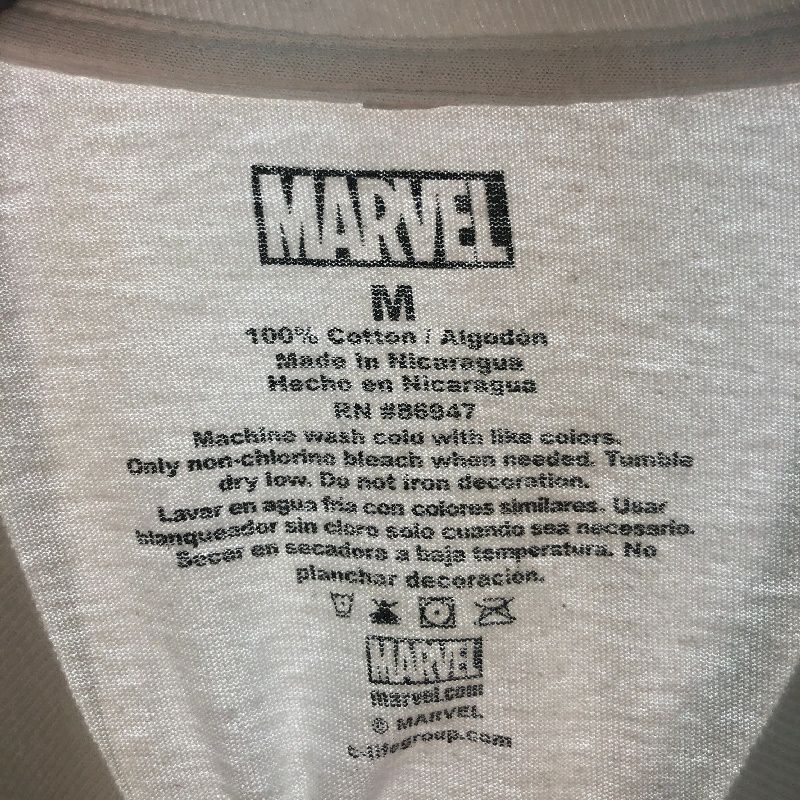 MARVEL
M
100% Cotton / Algodón
Made in Nicaragua
Hecho en Nicaragua
RN #86947
Machine wash cold with like colors.
Only non-chlorine bleach when needed. Tumble
dry low. Do not iron decoration.
Lavar en agua fria con colores similares. Usar
blanqueador sin cloro solo cuando sea necesario.
Secar en secadora a baja temperatura. No
planchar decoración.
MARVEL
marvel.com
© MARVEL
c-lifegroup.com